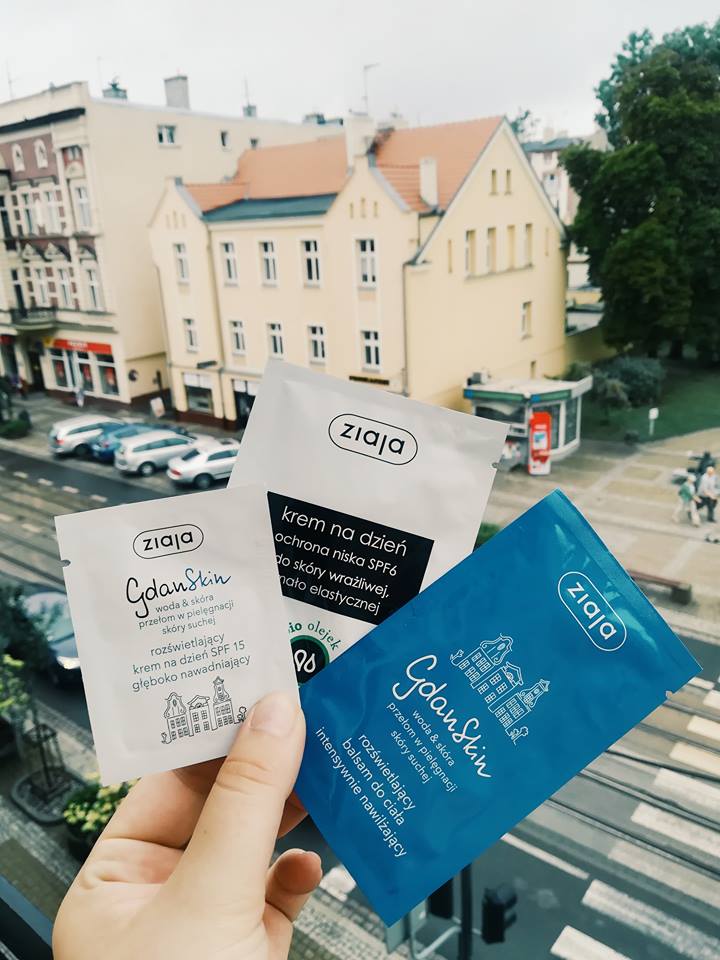 ziaja
GdanSkin
woda & skóra
przełom w pielęgnacji
skóry suchej
rozświetlający
krem na dzień SPF 15
głęboko nawadniający
ziaja
krem na dzień
ochrona niska SPF6
do skóry wrażliwej,
mało elastycznej
olejek
ziaja
GdanSkin
woda & skóra
przełom w pielęgnacji
skóry suchej
rozświetlający
balsam do ciała
intensywnie nawilżający